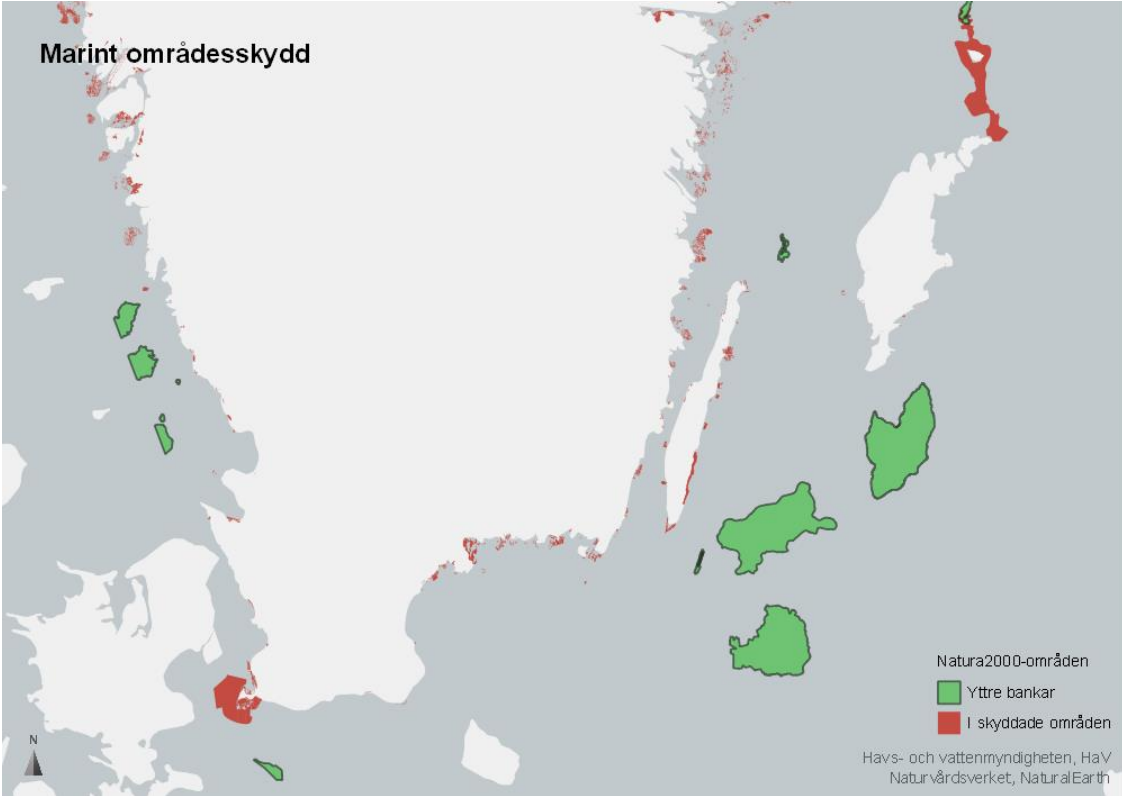 Marint områdesskydd
Natura2000-områden
Yttre bankar
I skyddade områden
N
Havs- och vattenmyndigheten, HaV
Naturvårdsverket, NaturalEarth